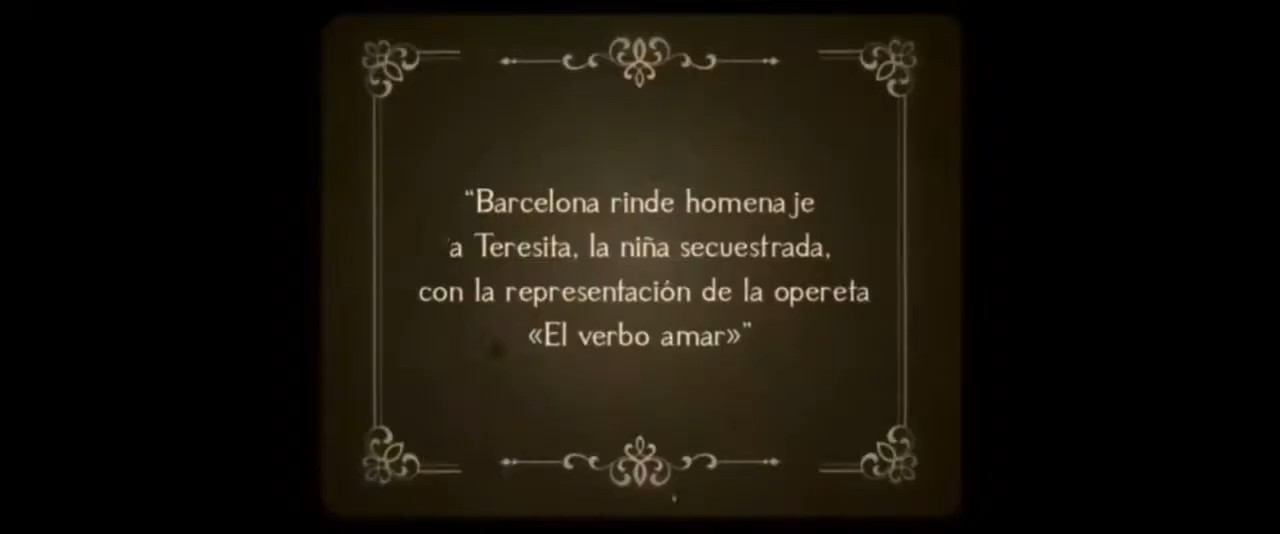 “Barcelona rinde homenaje
a Teresita, la niña secuestrada,
con la representación de la opereta
«El verbo amar»”